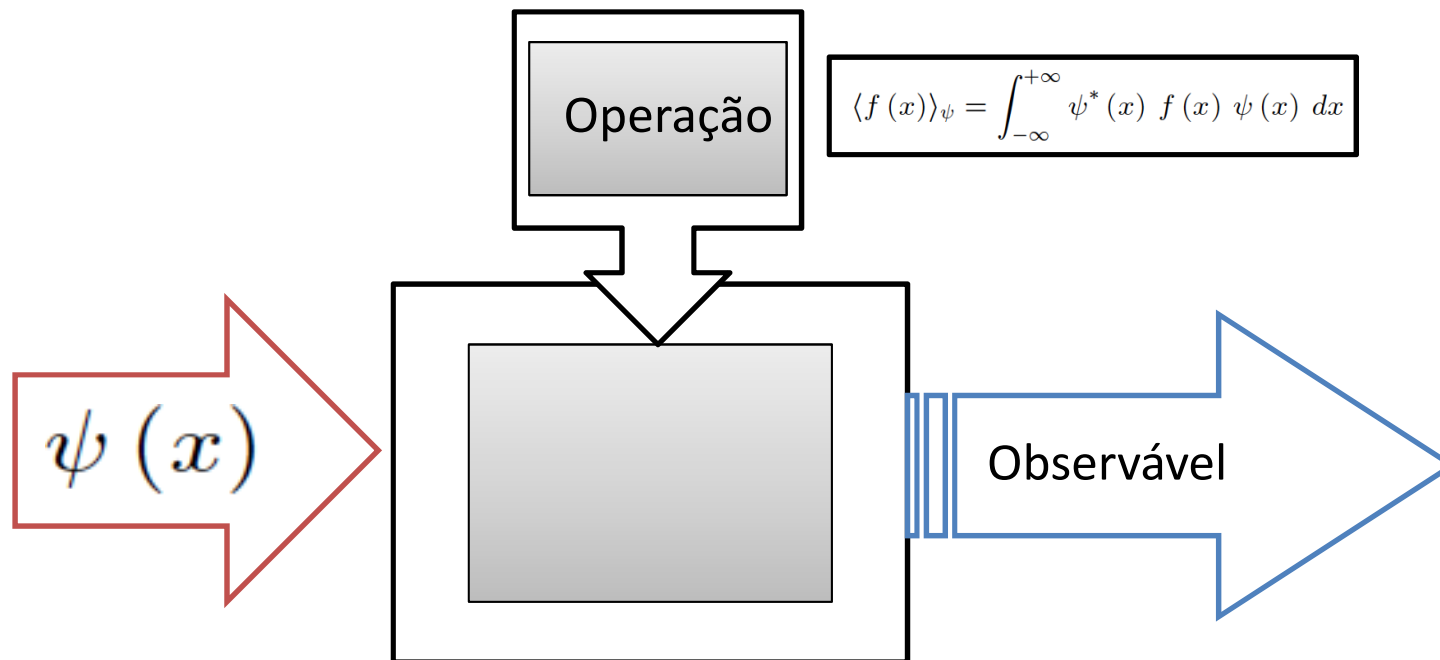 Operação
⟨f (x)⟩_ψ = ∫_{-∞}^{+∞} ψ* (x) f (x) ψ (x) dx
ψ (x)
Observável